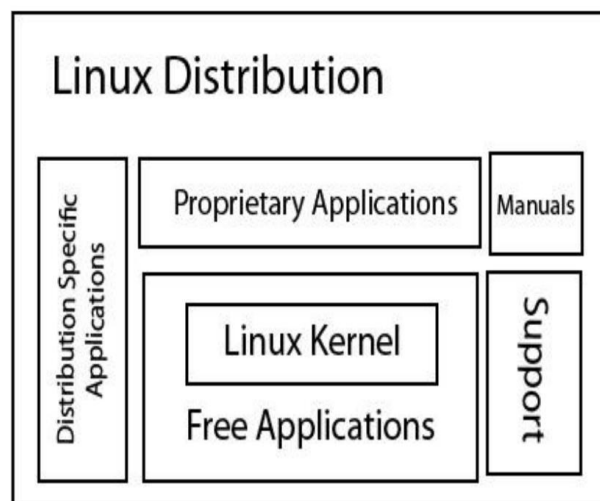 Linux Distribution
Distribution Specific
Applications
Proprietary Applications
Manuals
Linux Kernel
Free Applications
Support